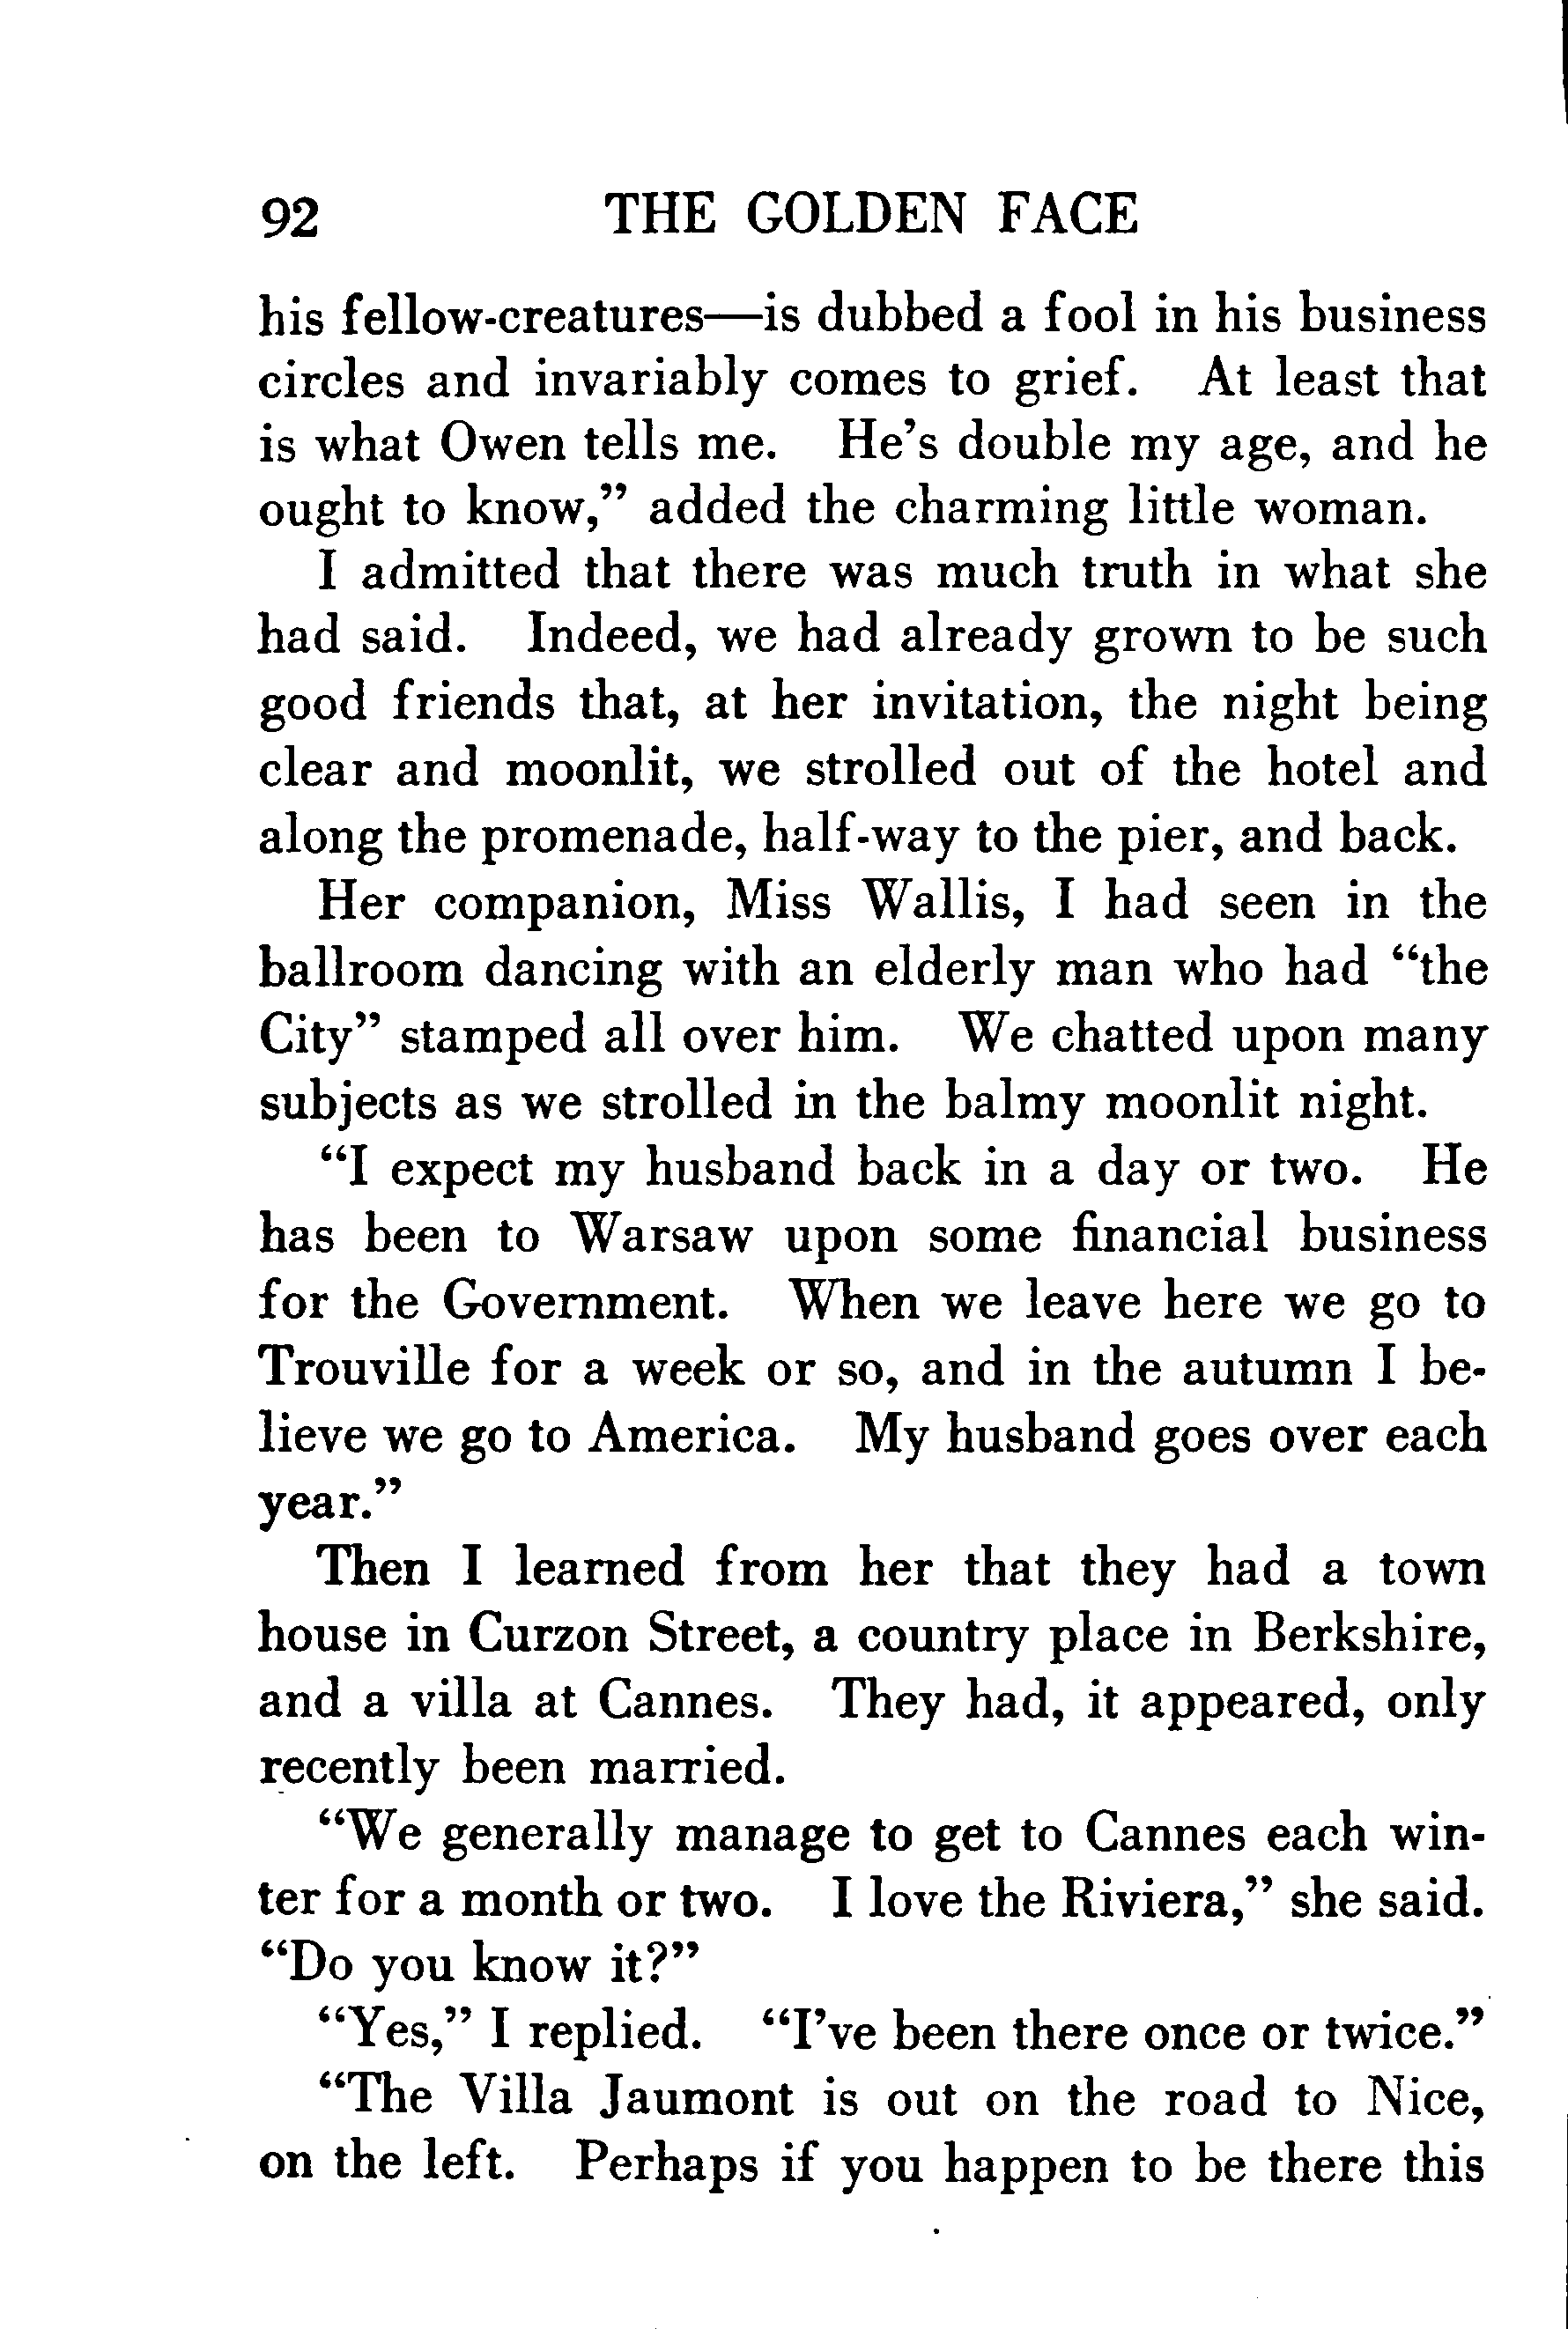 92 THE GOLDEN FACE
his fellow-creatures—is dubbed a fool in his business
circles and invariably comes to grief. At least that
is what Owen tells me. He's double my age, and he
ought to know,” added the charming little woman.
I admitted that there was much truth in what she
had said. Indeed, we had already grown to be such
good friends that, at her invitation, the night being
clear and moonlit, we strolled out of the hotel and
along the promenade, half-way to the pier, and back.
Her companion, Miss Wallis, I had seen in the
ballroom dancing with an elderly man who had “the
City” stamped all over him. We chatted upon many
subjects as we strolled in the balmy moonlit night.
“I expect my husband back in a day or two. He
has been to Warsaw upon some financial business
for the Government. When we leave here we go to
Trouville for a week or so, and in the autumn I be-
lieve we go to America. My husband goes over each
year.”
Then I learned from her that they had a town
house in Curzon Street, a country place in Berkshire,
and a villa at Cannes. They had, it appeared, only
recently been married.
“We generally manage to get to Cannes each win-
ter for a month or two. I love the Riviera,” she said.
“Do you know it?”
“Yes,” I replied. “I've been there once or twice.”
“The Villa Jaumont is out on the road to Nice,
on the left. Perhaps if you happen to be there this